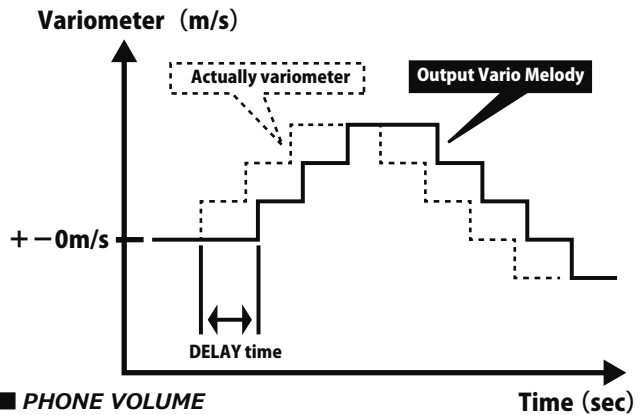 Variometer (m/s)
Actually variometer
Output Vario Melody
+−0m/s
DELAY time
■ PHONE VOLUME
Time (sec)